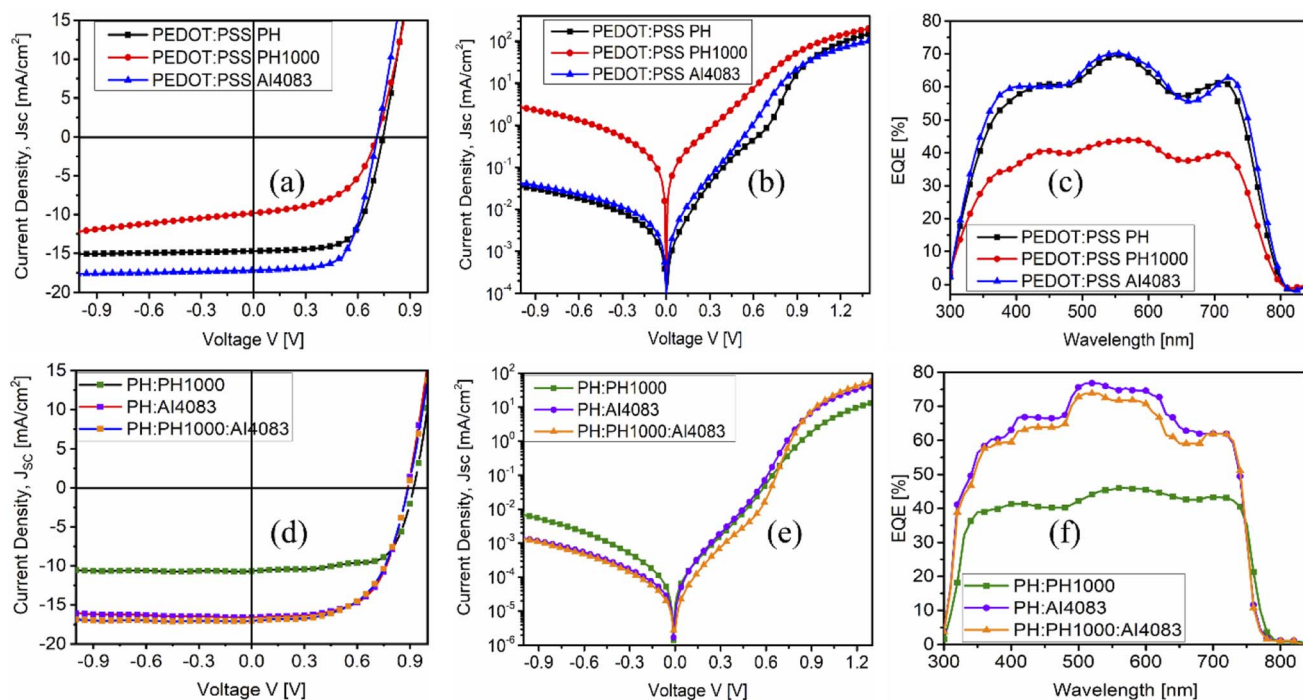 PEDOT:PSS PH
PEDOT:PSS PH1000
PEDOT:PSS AI4083
Current Density, Jsc [mA/cm²]
15
10
5
0
-5
-10
-15
-20
-0.9 -0.6 -0.3 0.0 0.3 0.6 0.9
Voltage V [V]
(a)
PEDOT:PSS PH
PEDOT:PSS PH1000
PEDOT:PSS AI4083
Current Density, Jsc [mA/cm²]
10³
10²
10¹
10⁰
10⁻¹
10⁻²
10⁻³
10⁻⁴
-0.9 -0.6 -0.3 0.0 0.3 0.6 0.9 1.2
Voltage V [V]
(b)
EQE [%]
80
70
60
50
40
30
20
10
0
(c)
PEDOT:PSS PH
PEDOT:PSS PH1000
PEDOT:PSS AI4083
300 400 500 600 700 800
Wavelength [nm]
PH:PH1000
PH:AI4083
PH:PH1000:AI4083
Current Density, J_SC [mA/cm²]
15
10
5
0
-5
-10
-15
-20
-0.9 -0.6 -0.3 0.0 0.3 0.6 0.9
Voltage V [V]
(d)
PH:PH1000
PH:AI4083
PH:PH1000:AI4083
Current Density, Jsc [mA/cm²]
10²
10¹
10⁰
10⁻¹
10⁻²
10⁻³
10⁻⁴
10⁻⁵
10⁻⁶
-0.9 -0.6 -0.3 0.0 0.3 0.6 0.9 1.2
Voltage V [V]
(e)
EQE [%]
80
70
60
50
40
30
20
10
0
(f)
PH:PH1000
PH:AI4083
PH:PH1000:AI4083
300 400 500 600 700 800
Wavelength [nm]